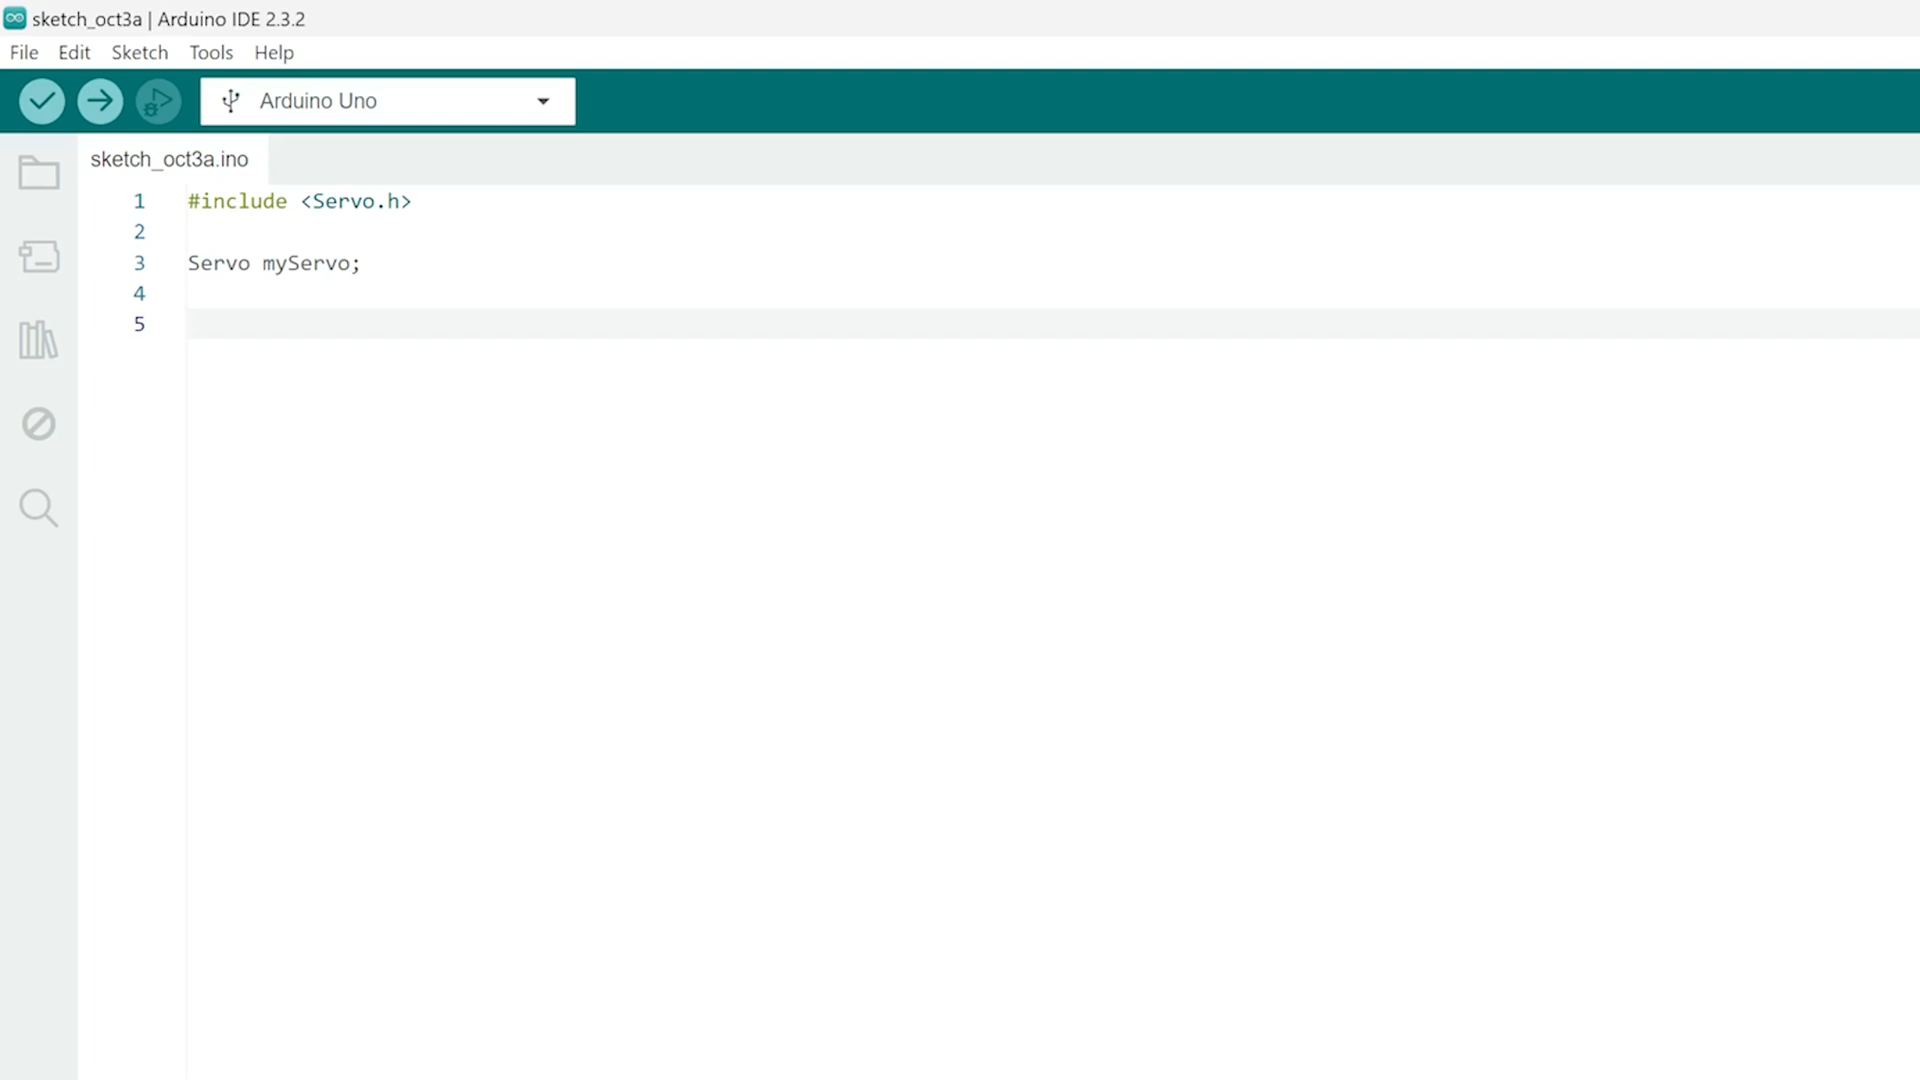 sketch_oct3a | Arduino IDE 2.3.2
File Edit Sketch Tools Help
Arduino Uno
sketch_oct3a.ino
1 #include <Servo.h>
2
3 Servo myServo;
4
5